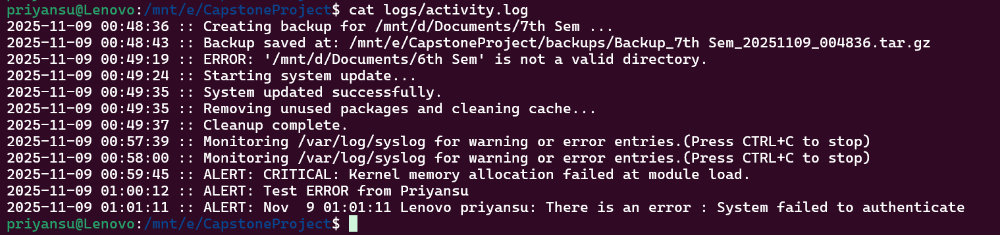 priyansu@Lenovo:/mnt/e/CapstoneProject$ cat logs/activity.log
2025-11-09 00:48:36 :: Creating backup for /mnt/d/Documents/7th Sem ...
2025-11-09 00:48:43 :: Backup saved at: /mnt/e/CapstoneProject/backups/Backup_7th Sem_20251109_004836.tar.gz
2025-11-09 00:49:19 :: ERROR: '/mnt/d/Documents/6th Sem' is not a valid directory.
2025-11-09 00:49:24 :: Starting system update...
2025-11-09 00:49:35 :: System updated successfully.
2025-11-09 00:49:35 :: Removing unused packages and cleaning cache...
2025-11-09 00:49:37 :: Cleanup complete.
2025-11-09 00:57:39 :: Monitoring /var/log/syslog for warning or error entries.(Press CTRL+C to stop)
2025-11-09 00:58:00 :: Monitoring /var/log/syslog for warning or error entries.(Press CTRL+C to stop)
2025-11-09 00:59:45 :: ALERT: CRITICAL: Kernel memory allocation failed at module load.
2025-11-09 01:00:12 :: ALERT: Test ERROR from Priyansu
2025-11-09 01:01:11 :: ALERT: Nov  9 01:01:11 Lenovo priyansu: There is an error : System failed to authenticate
priyansu@Lenovo:/mnt/e/CapstoneProject$